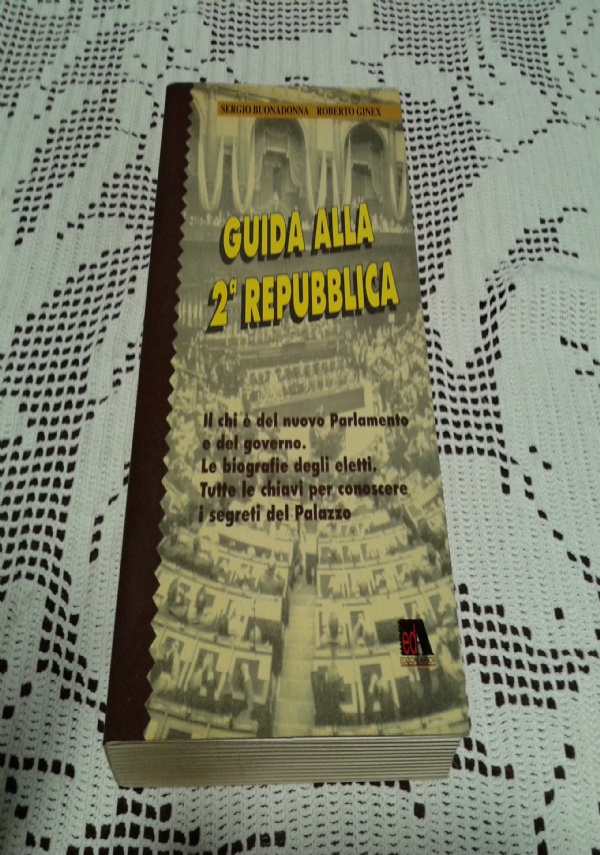 SERGIO BUONADONNA ROBERTO GINEX
GUIDA ALLA
2ª REPUBBLICA
Il chi è del nuovo Parlamento
e del governo.
Le biografie degli eletti.
Tutte le chiavi per conoscere
i segreti del Palazzo
ed